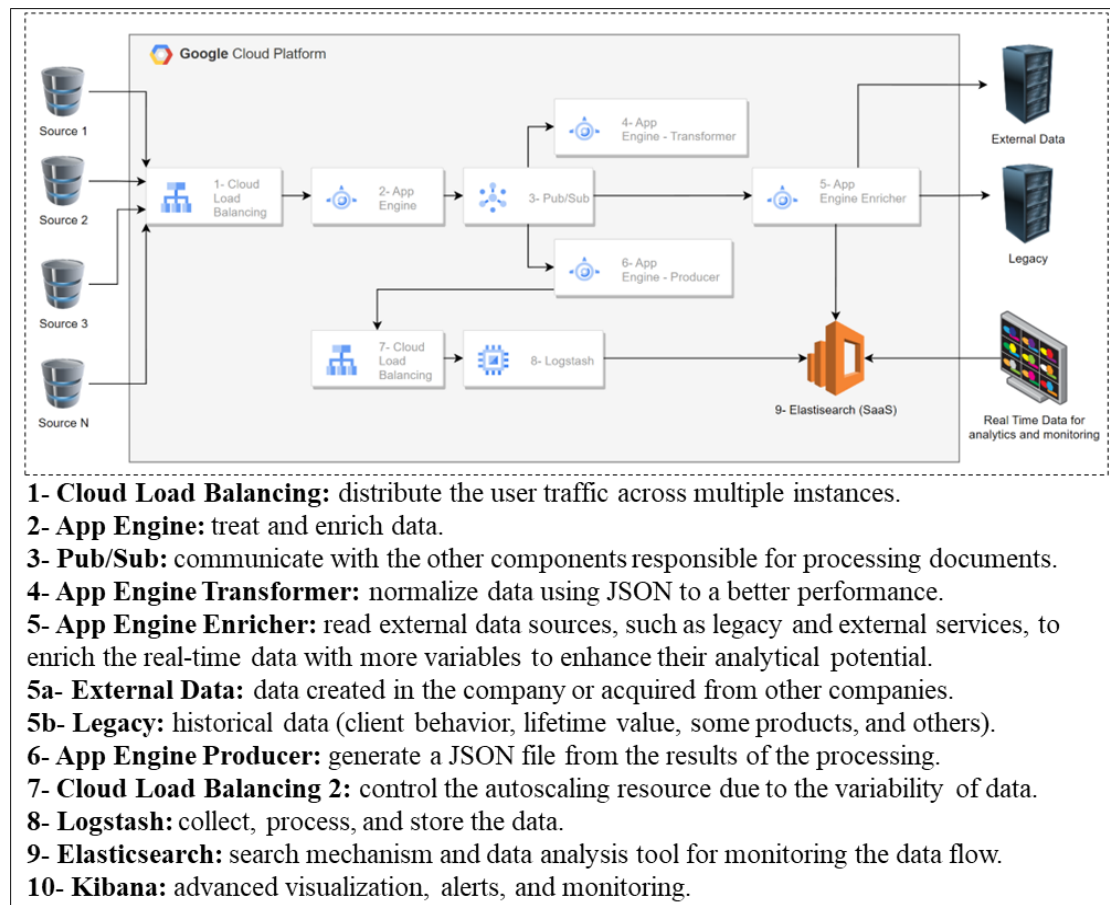 Google Cloud Platform
Source 1
Source 2
Source 3
Source N
1- Cloud
Load
Balancing
2- App
Engine
3- Pub/Sub
4- App
Engine - Transformer
5- App
Engine Enricher
6- App
Engine - Producer
7- Cloud
Load
Balancing
8- Logstash
9- Elastisearch (SaaS)
External Data
Legacy
Real Time Data for
analytics and monitoring
1- Cloud Load Balancing: distribute the user traffic across multiple instances.
2- App Engine: treat and enrich data.
3- Pub/Sub: communicate with the other components responsible for processing documents.
4- App Engine Transformer: normalize data using JSON to a better performance.
5- App Engine Enricher: read external data sources, such as legacy and external services, to
enrich the real-time data with more variables to enhance their analytical potential.
5a- External Data: data created in the company or acquired from other companies.
5b- Legacy: historical data (client behavior, lifetime value, some products, and others).
6- App Engine Producer: generate a JSON file from the results of the processing.
7- Cloud Load Balancing 2: control the autoscaling resource due to the variability of data.
8- Logstash: collect, process, and store the data.
9- Elasticsearch: search mechanism and data analysis tool for monitoring the data flow.
10- Kibana: advanced visualization, alerts, and monitoring.